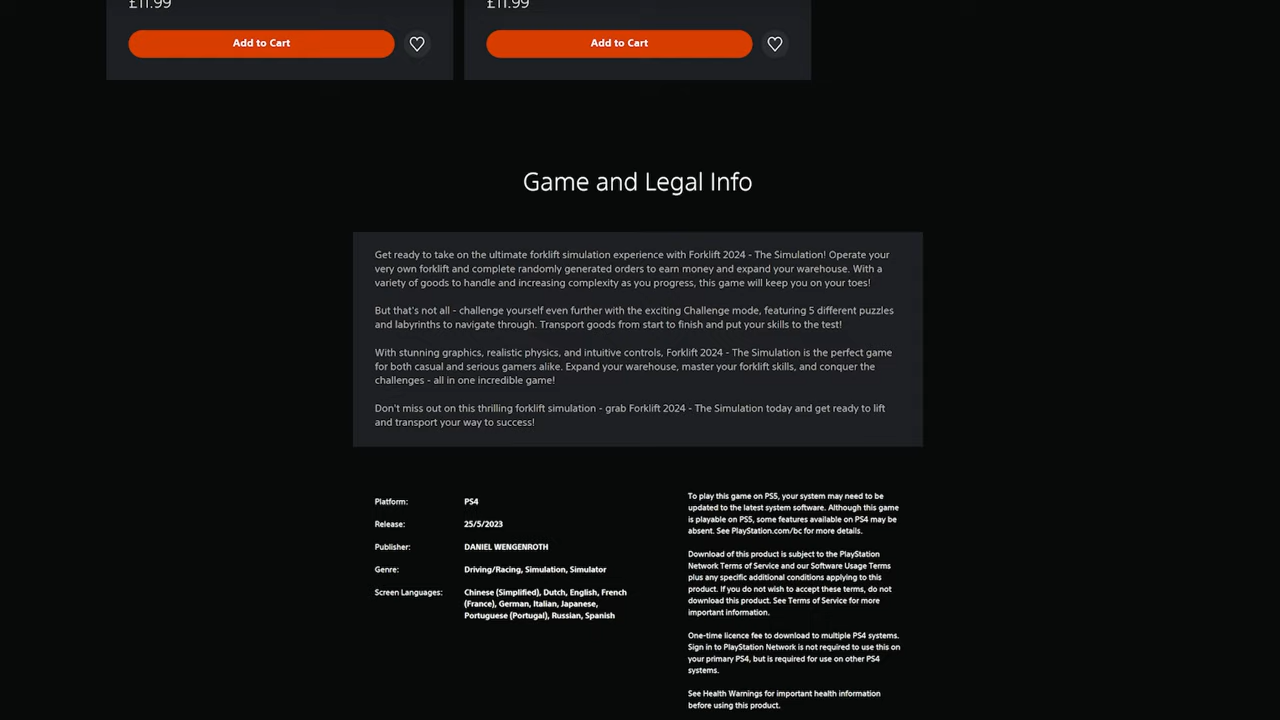 £11.99
£11.99
Add to Cart
Add to Cart
Game and Legal Info
Get ready to take on the ultimate forklift simulation experience with Forklift 2024 - The Simulation! Operate your
very own forklift and complete randomly generated orders to earn money and expand your warehouse. With a
variety of goods to handle and increasing complexity as you progress, this game will keep you on your toes!
But that's not all - challenge yourself even further with the exciting Challenge mode, featuring 5 different puzzles
and labyrinths to navigate through. Transport goods from start to finish and put your skills to the test!
With stunning graphics, realistic physics, and intuitive controls, Forklift 2024 - The Simulation is the perfect game
for both casual and serious gamers alike. Expand your warehouse, master your forklift skills, and conquer the
challenges - all in one incredible game!
Don't miss out on this thrilling forklift simulation - grab Forklift 2024 - The Simulation today and get ready to lift
and transport your way to success!
Platform: PS4
Release: 25/5/2023
Publisher: DANIEL WENGENROTH
Genre: Driving/Racing, Simulation, Simulator
Screen Languages: Chinese (Simplified), Dutch, English, French
(France), German, Italian, Japanese,
Portuguese (Portugal), Russian, Spanish
To play this game on PS5, your system may need to be
updated to the latest system software. Although this game
is playable on PS5, some features available on PS4 may be
absent. See PlayStation.com/bc for more details.
Download of this product is subject to the PlayStation
Network Terms of Service and our Software Usage Terms
plus any specific additional conditions applying to this
product. If you do not wish to accept these terms, do not
download this product. See Terms of Service for more
important information.
One-time licence fee to download to multiple PS4 systems.
Sign in to PlayStation Network is not required to use this on
your primary PS4, but is required for use on other PS4
systems.
See Health Warnings for important health information
before using this product.